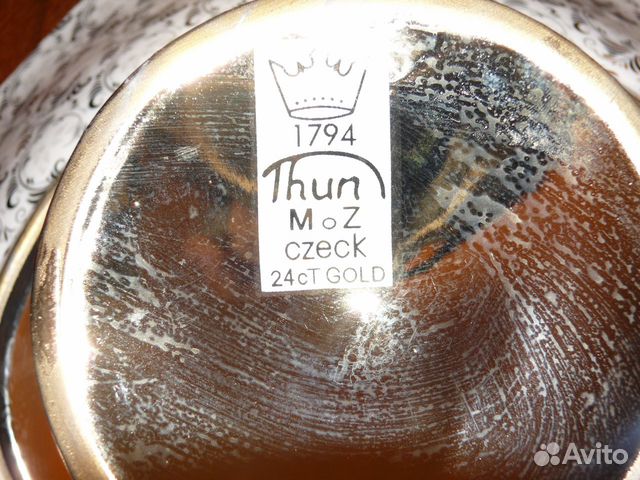 1794
Thun
MoZ
czeck
24cT GOLD
Avito